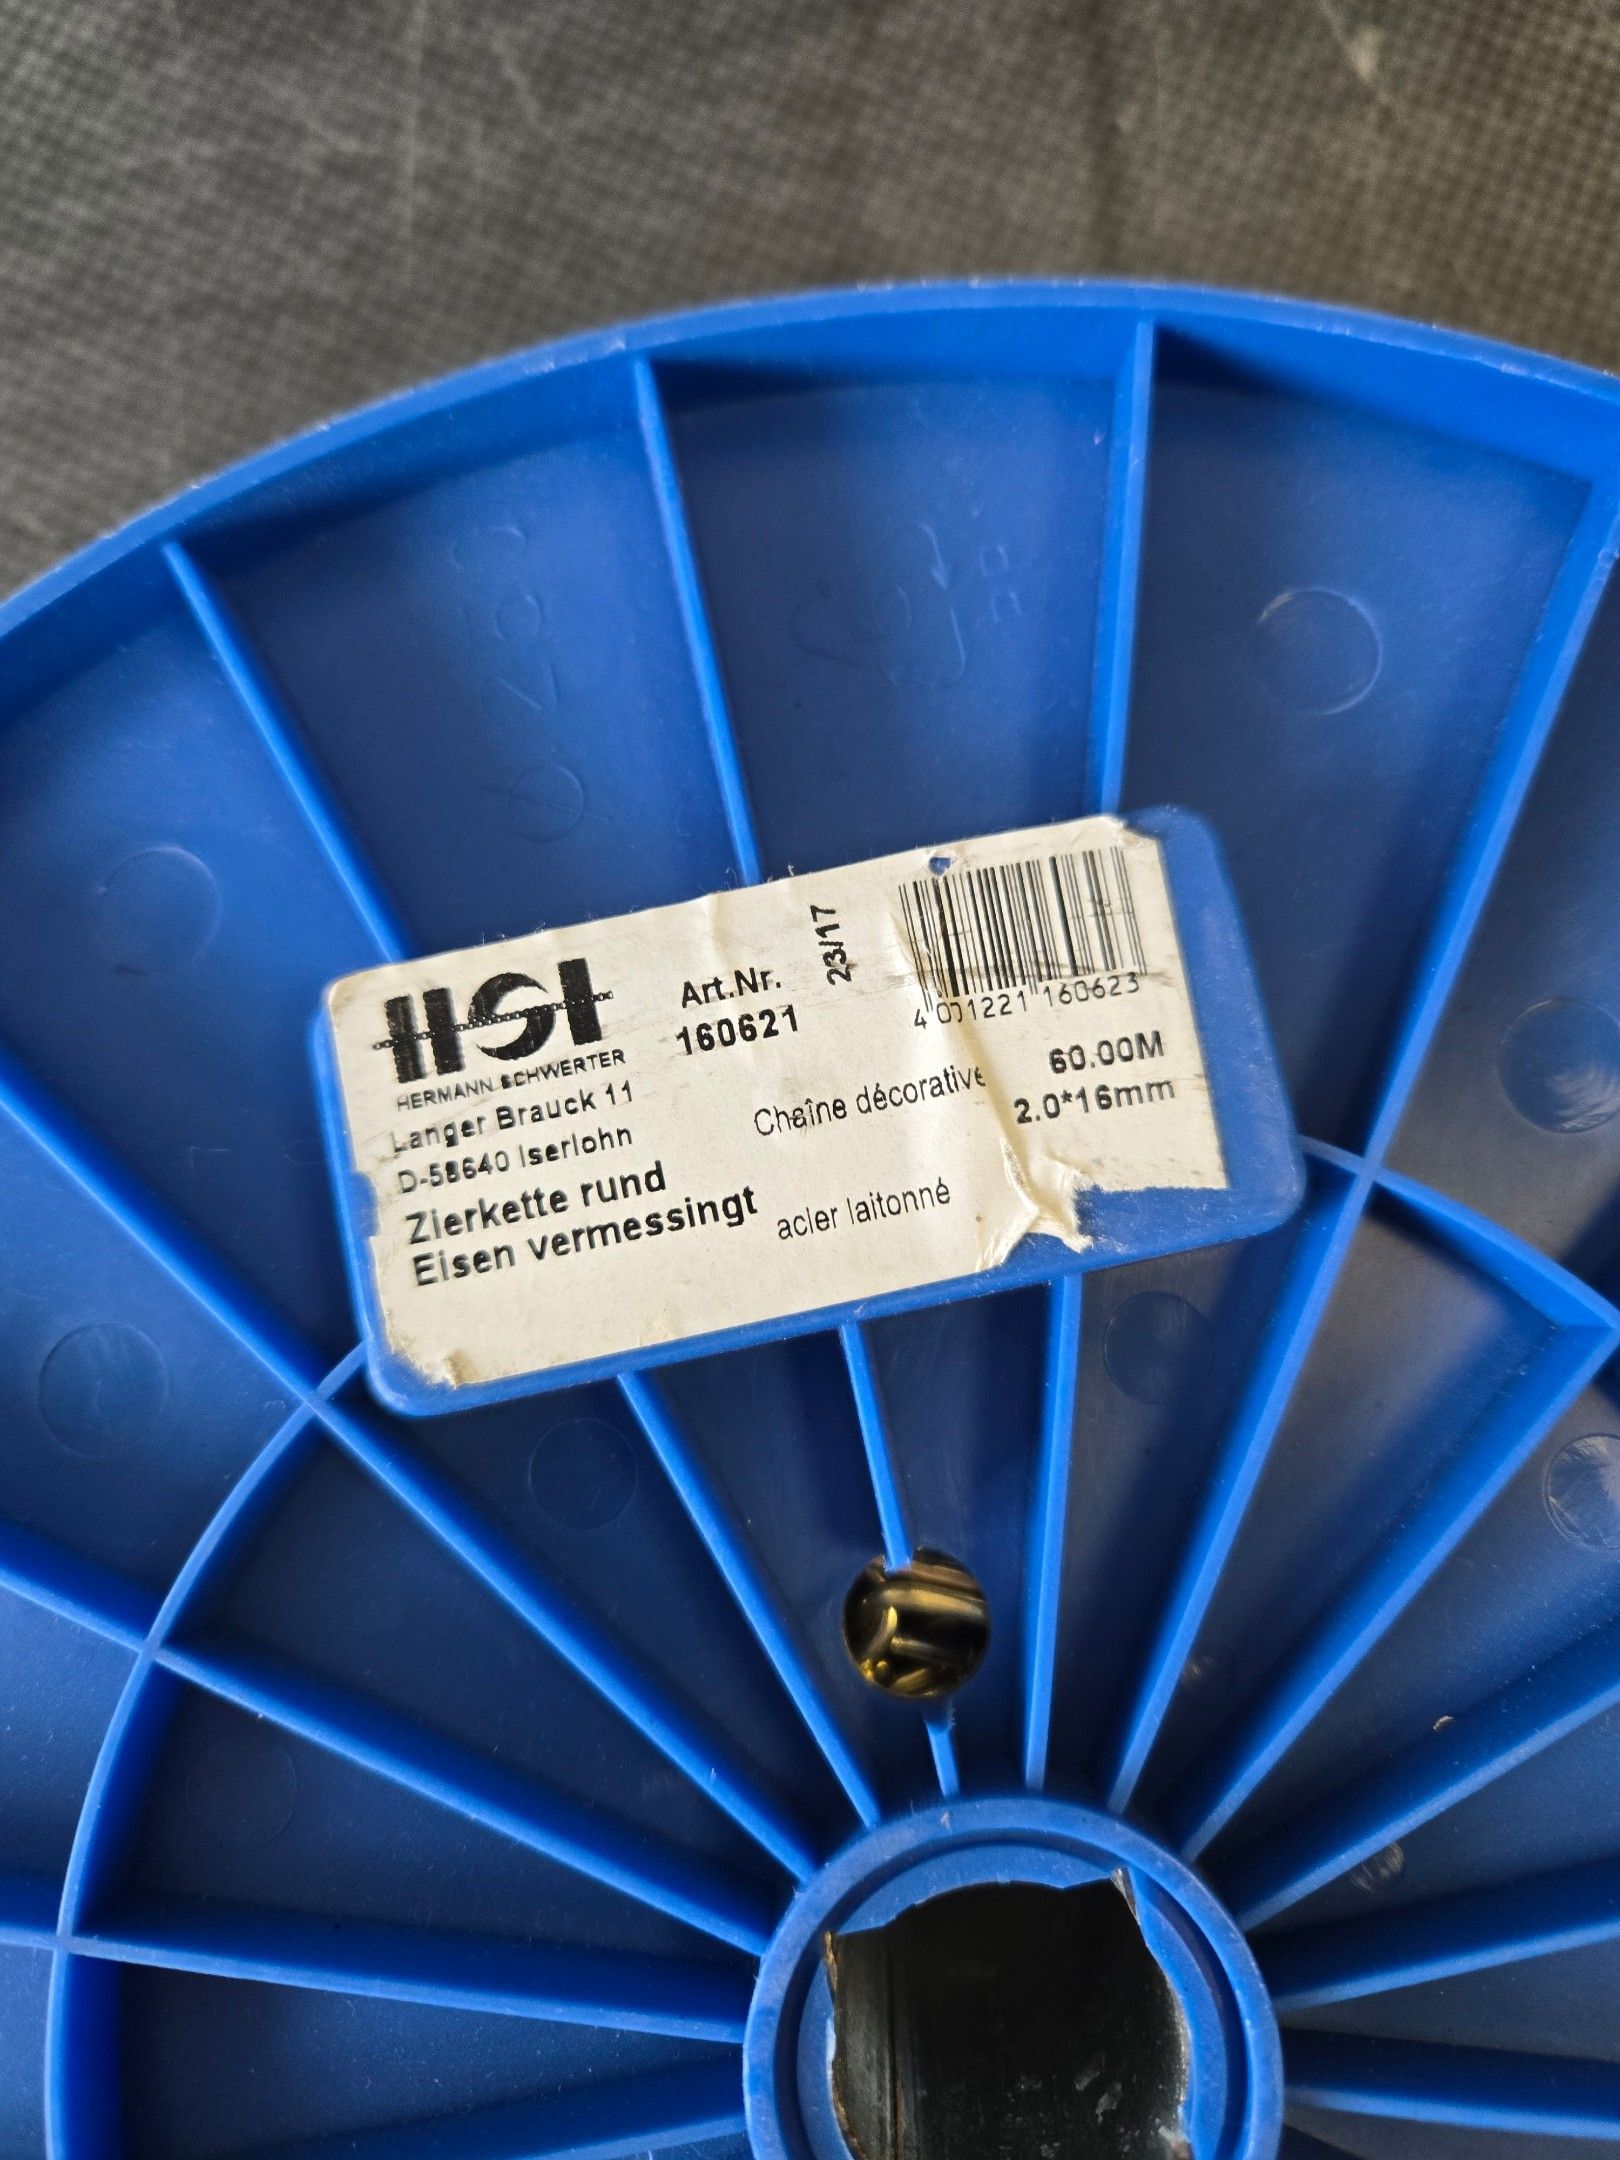 HSI
HERMANN SCHWERTER
Langer Brauck 11
D-58640 Iserlohn
Zierkette rund
Eisen vermessingt
Art.Nr.
160621
23/17
4 001221 160623
Chaîne décorative
acier laitonné
60.00M
2.0*16mm